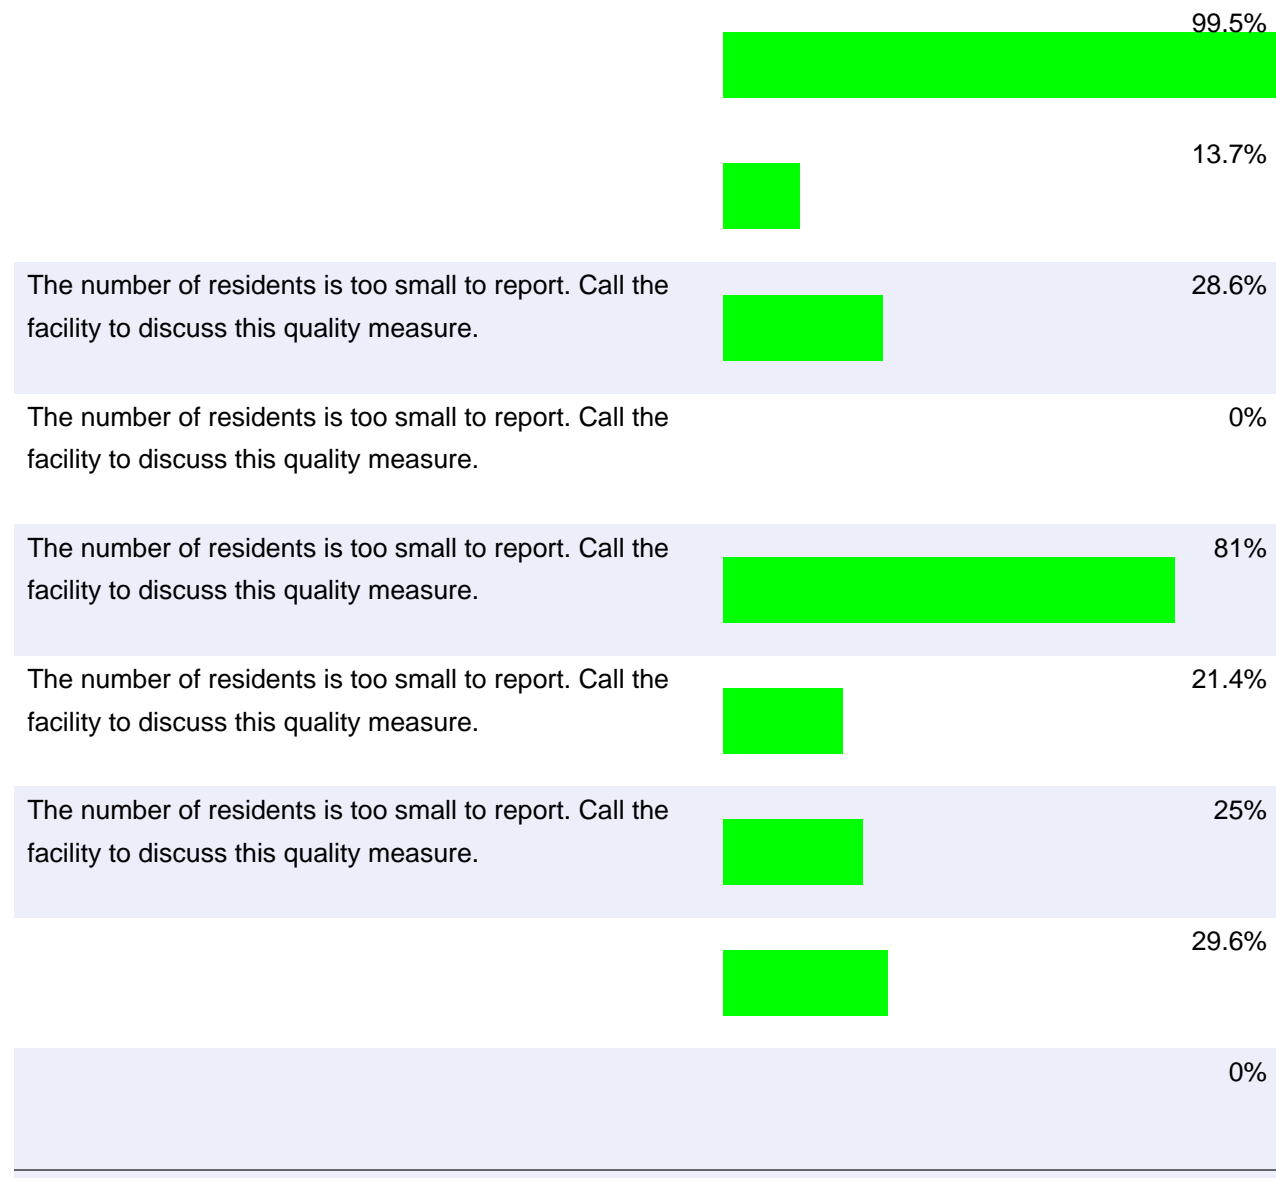 99.5%
13.7%
The number of residents is too small to report. Call the 28.6%
facility to discuss this quality measure.
The number of residents is too small to report. Call the 0%
facility to discuss this quality measure.
The number of residents is too small to report. Call the 81%
facility to discuss this quality measure.
The number of residents is too small to report. Call the 21.4%
facility to discuss this quality measure.
The number of residents is too small to report. Call the 25%
facility to discuss this quality measure.
29.6%
0%